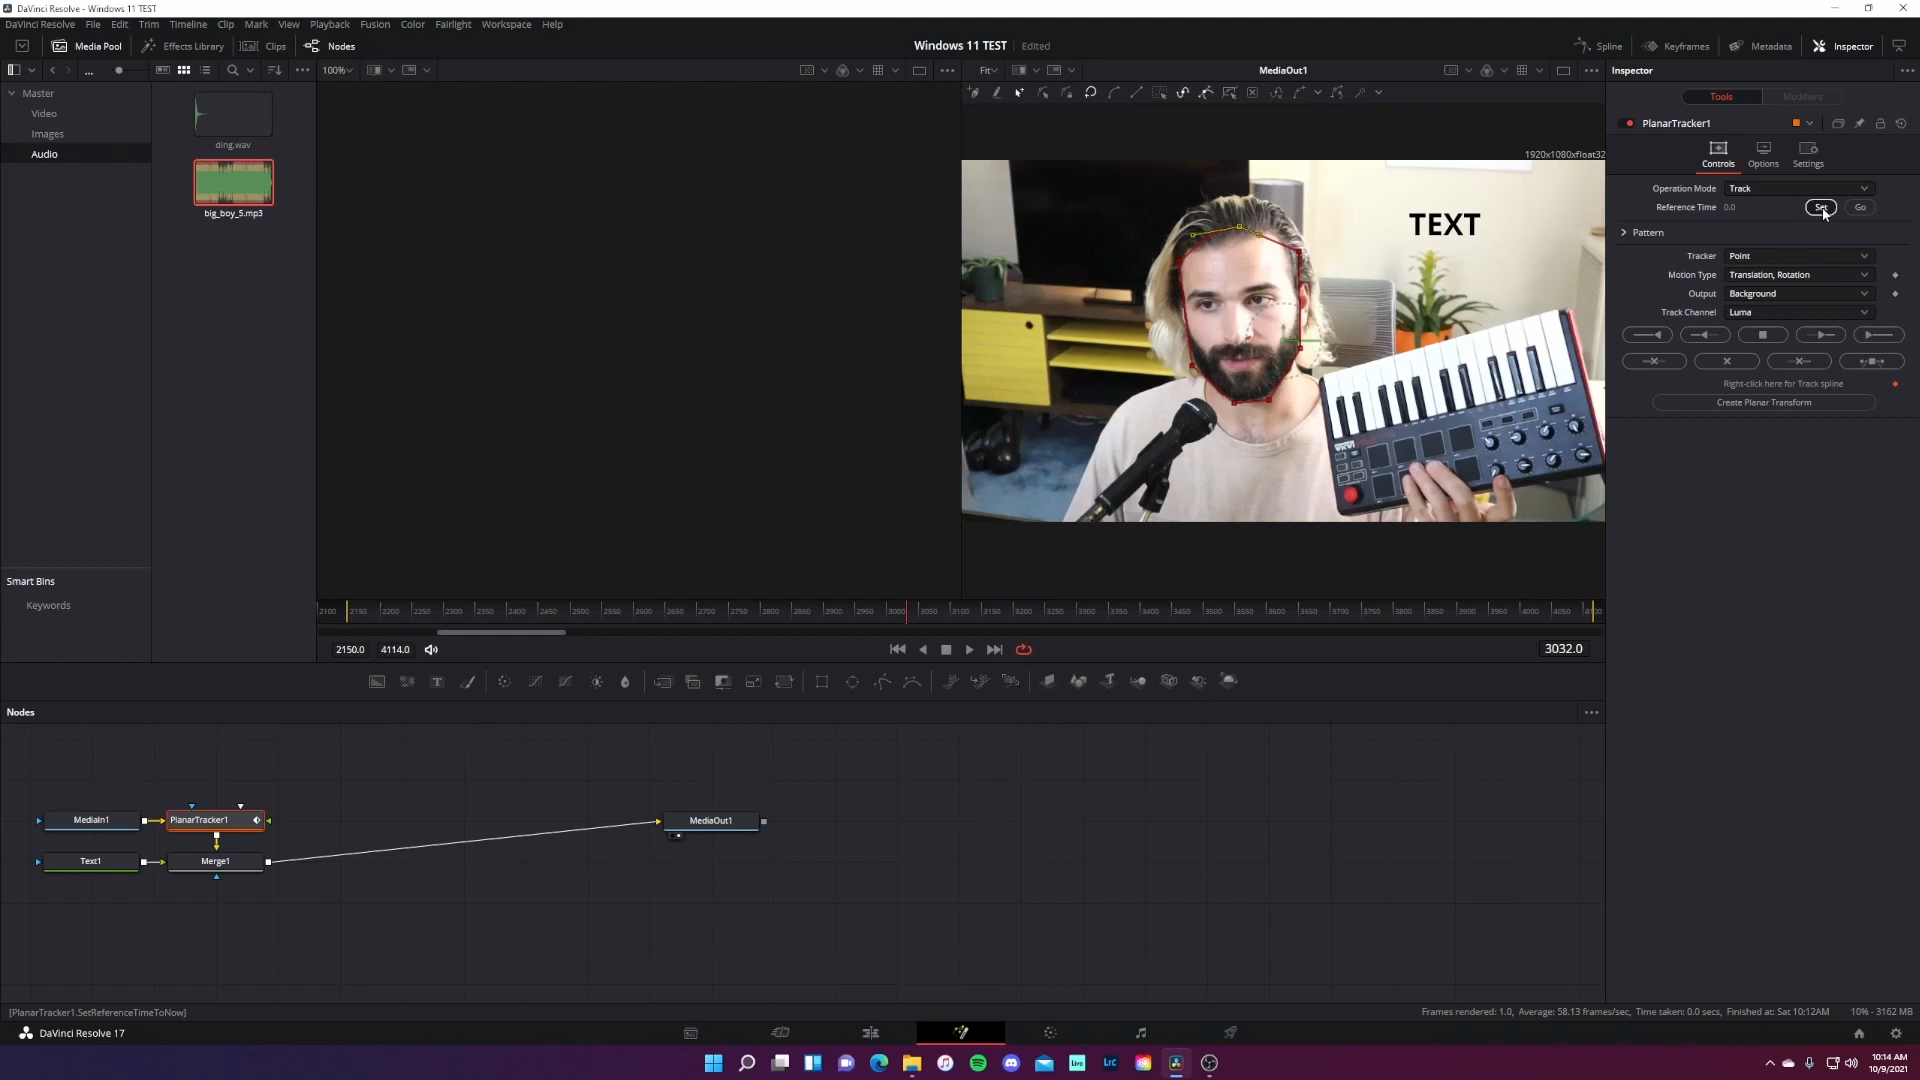 DaVinci Resolve - Windows 11 TEST
DaVinci Resolve File Edit Trim Timeline Clip Mark View Playback Fusion Color Fairlight Workspace Help
Media Pool Effects Library Clips Nodes Windows 11 TEST Edited Spline Keyframes Metadata Inspector
... 100% Fit MediaOut1 Inspector
Master
Video
Images
Audio
ding.wav
big_boy_5.mp3
Smart Bins
Keywords
1920x1080xfloat32
TEXT
Tools Modifiers
PlanarTracker1
Controls Options Settings
Operation Mode Track
Reference Time 0.0 Set Go
Pattern
Tracker Point
Motion Type Translation, Rotation
Output Background
Track Channel Luma
Right-click here for Track spline
Create Planar Transform
2100 2150 2200 2250 2300 2350 2400 2450 2500 2550 2600 2650 2700 2750 2800 2850 2900 2950 3000 3050 3100 3150 3200 3250 3300 3350 3400 3450 3500 3550 3600 3650 3700 3750 3800 3850 3900 3950 4000 4050 4100
2150.0 4114.0 3032.0
Nodes
MediaIn1 PlanarTracker1 MediaOut1
Text1 Merge1
[PlanarTracker1.SetReferenceTimeToNow] Frames rendered: 1.0, Average: 58.13 frames/sec, Time taken: 0.0 secs, Finished at: Sat 10:12AM 10% - 3162 MB
DaVinci Resolve 17
Live LrC
10:14 AM
10/9/2021